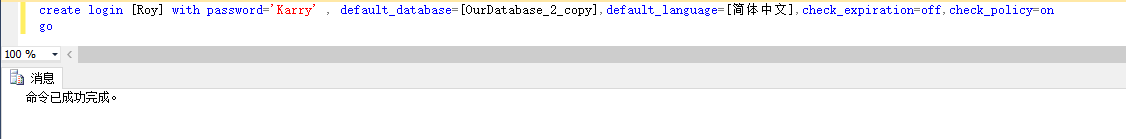 create login [Roy] with password='Karry' , default_database=[OurDatabase_2_copy],default_language=[简体中文],check_expiration=off,check_policy=on
go
100 %
消息
命令已成功完成。